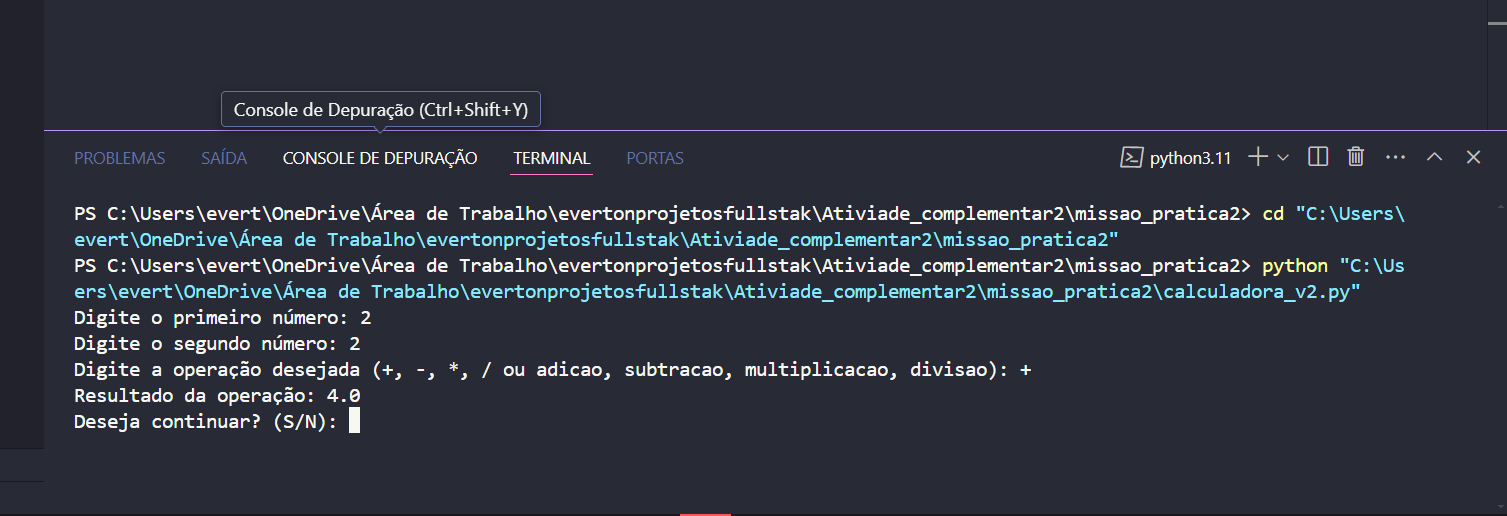 Console de Depuração (Ctrl+Shift+Y)
PROBLEMAS SAÍDA CONSOLE DE DEPURAÇÃO TERMINAL PORTAS python3.11
PS C:\Users\evert\OneDrive\Área de Trabalho\evertonprojetosfullstak\Ativiade_complementar2\missao_pratica2> cd "C:\Users\
evert\OneDrive\Área de Trabalho\evertonprojetosfullstak\Ativiade_complementar2\missao_pratica2"
PS C:\Users\evert\OneDrive\Área de Trabalho\evertonprojetosfullstak\Ativiade_complementar2\missao_pratica2> python "C:\Us
ers\evert\OneDrive\Área de Trabalho\evertonprojetosfullstak\Ativiade_complementar2\missao_pratica2\calculadora_v2.py"
Digite o primeiro número: 2
Digite o segundo número: 2
Digite a operação desejada (+, -, *, / ou adicao, subtracao, multiplicacao, divisao): +
Resultado da operação: 4.0
Deseja continuar? (S/N):